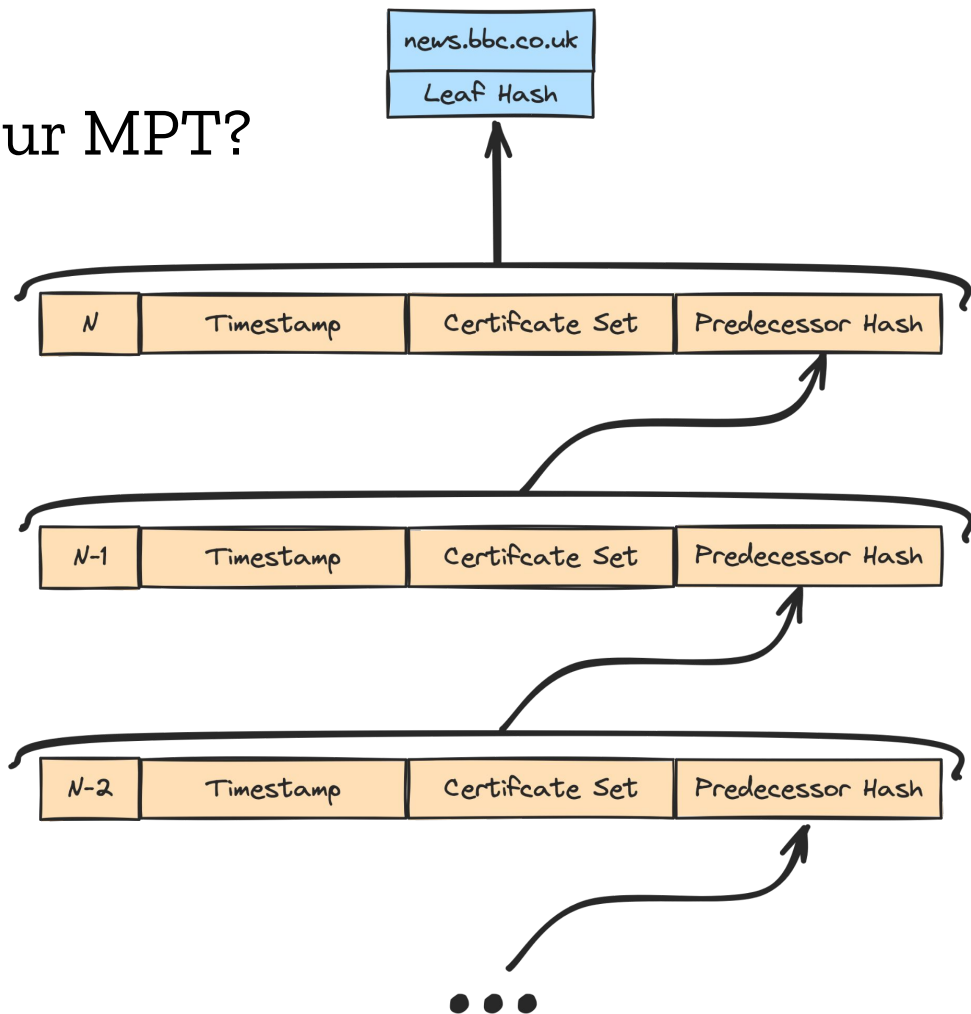 news.bbc.co.uk
Leaf Hash
ur MPT?
N Timestamp Certifcate Set Predecessor Hash
N-1 Timestamp Certifcate Set Predecessor Hash
N-2 Timestamp Certifcate Set Predecessor Hash
...